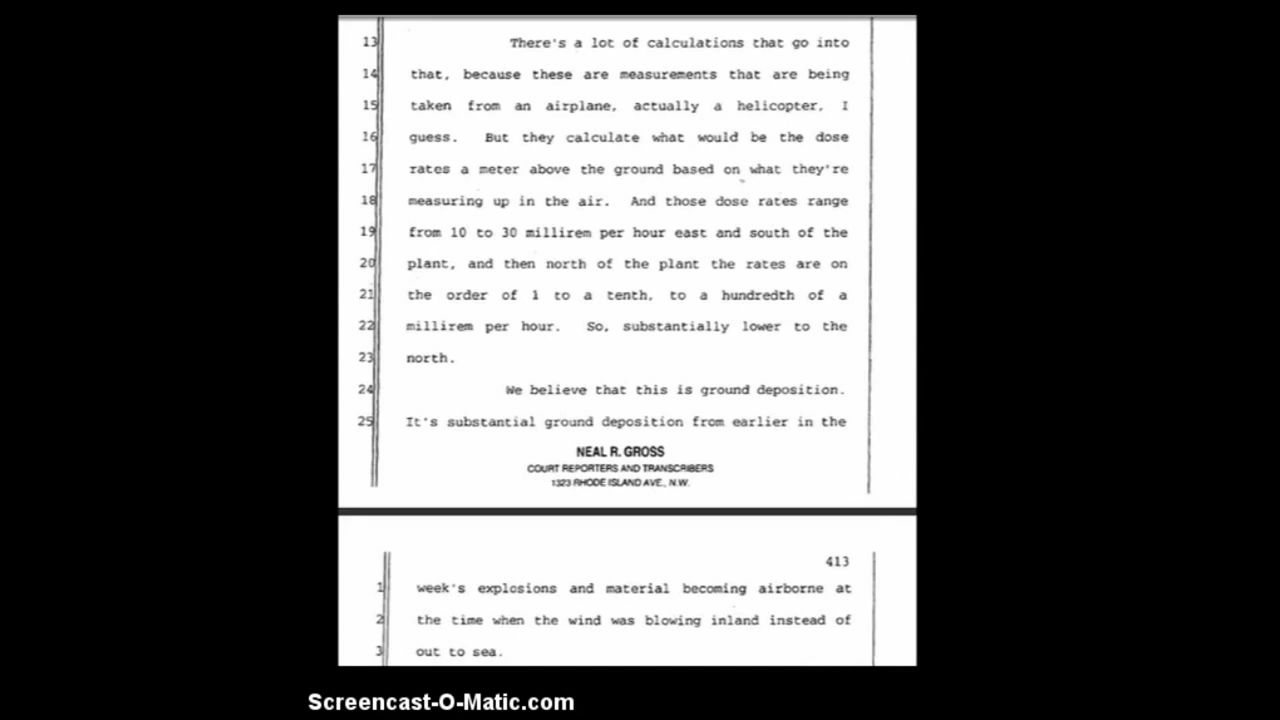 13 There's a lot of calculations that go into
14 that, because these are measurements that are being
15 taken from an airplane, actually a helicopter, I
16 guess. But they calculate what would be the dose
17 rates a meter above the ground based on what they're
18 measuring up in the air. And those dose rates range
19 from 10 to 30 millirem per hour east and south of the
20 plant, and then north of the plant the rates are on
21 the order of 1 to a tenth, to a hundredth of a
22 millirem per hour. So, substantially lower to the
23 north.
24 We believe that this is ground deposition.
25 It's substantial ground deposition from earlier in the
NEAL R. GROSS
COURT REPORTERS AND TRANSCRIBERS
1323 RHODE ISLAND AVE., N.W.
413
1 week's explosions and material becoming airborne at
2 the time when the wind was blowing inland instead of
3 out to sea.
Screencast-O-Matic.com